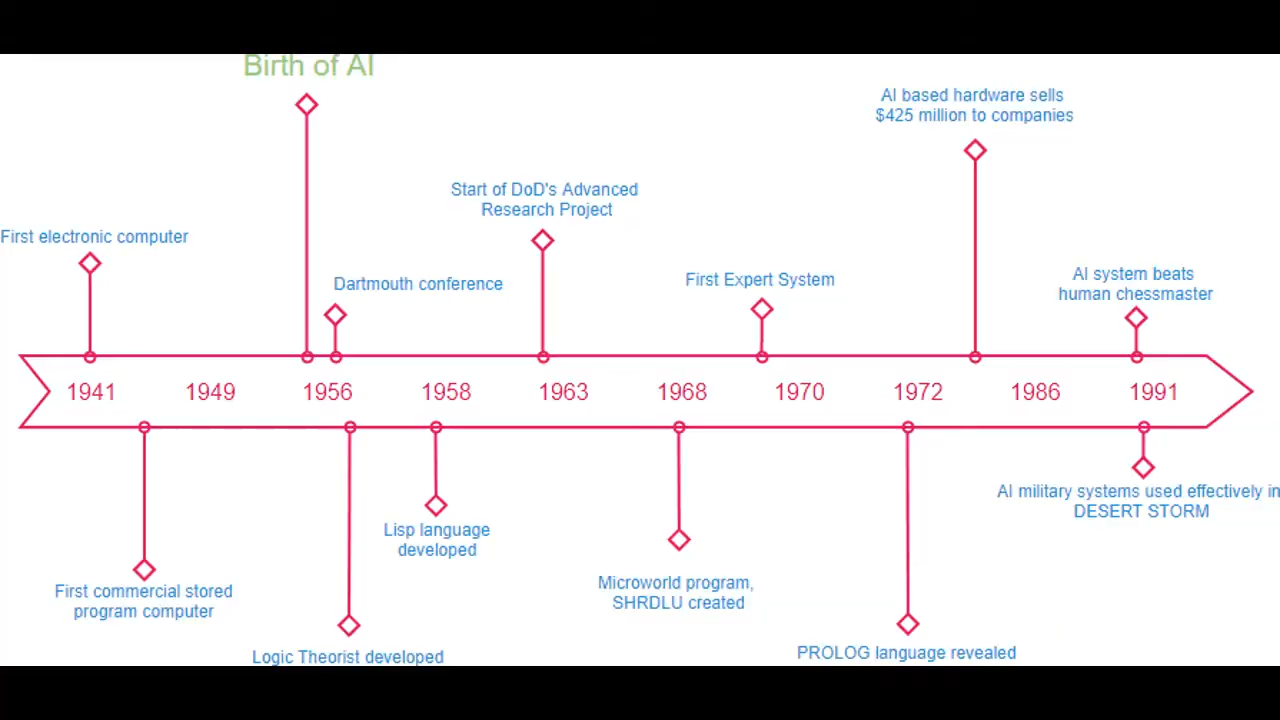 Birth of AI
AI based hardware sells
$425 million to companies
Start of DoD's Advanced
Research Project
First electronic computer
Dartmouth conference
First Expert System
AI system beats
human chessmaster
1941 1949 1956 1958 1963 1968 1970 1972 1986 1991
AI military systems used effectively in
DESERT STORM
Lisp language
developed
First commercial stored
program computer
Microworld program,
SHRDLU created
Logic Theorist developed
PROLOG language revealed